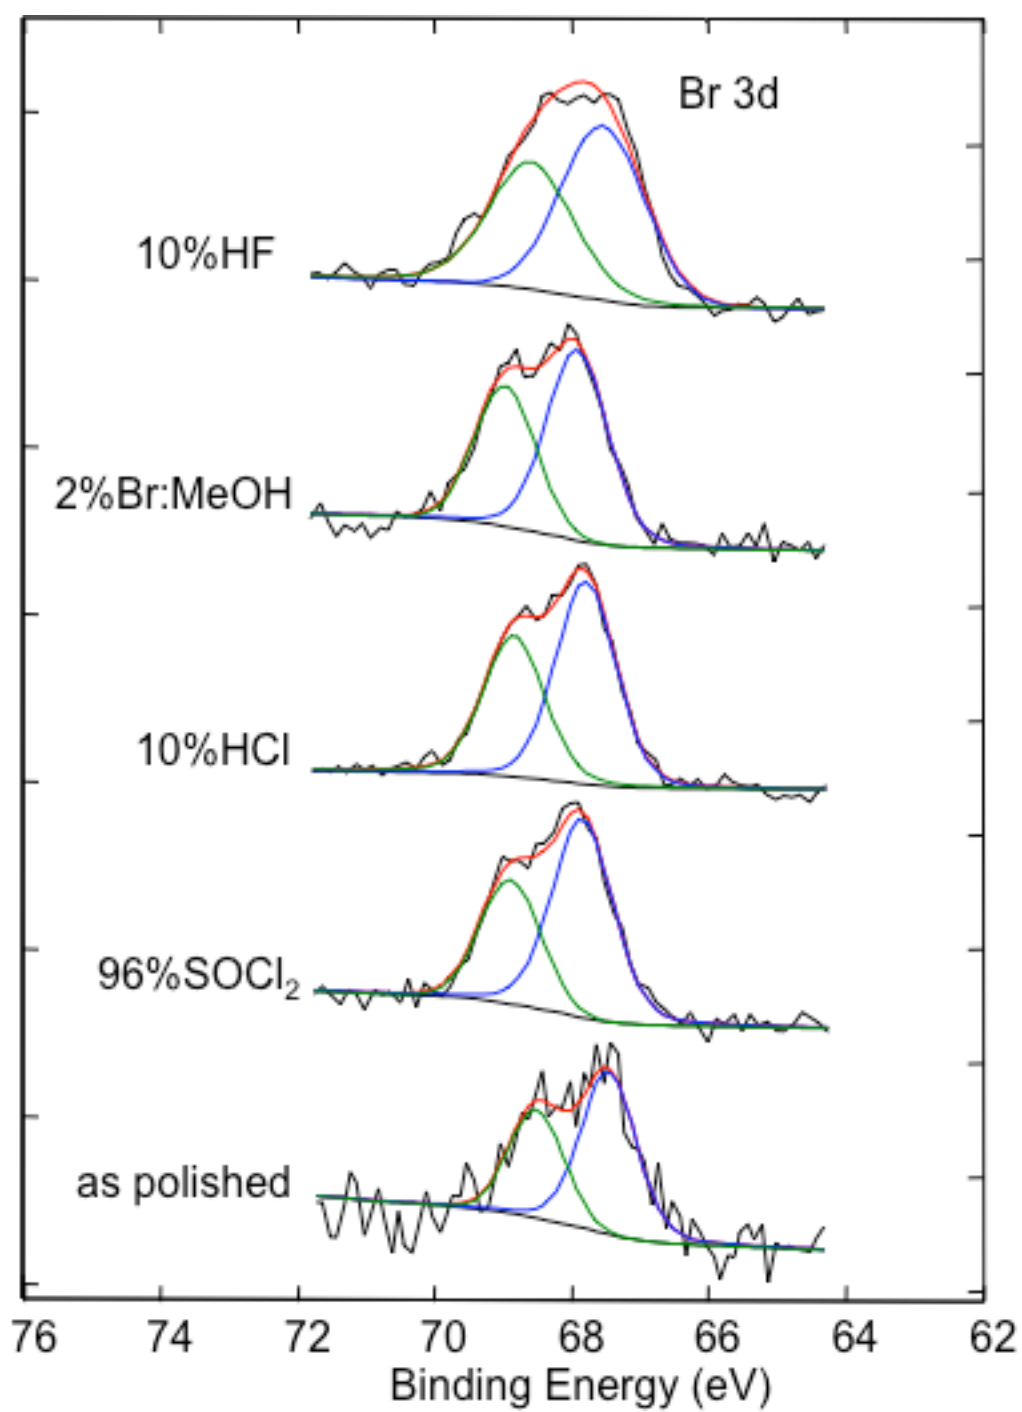 Br 3d
10%HF
2%Br:MeOH
10%HCl
96%SOCl₂
as polished
76 74 72 70 68 66 64 62
Binding Energy (eV)